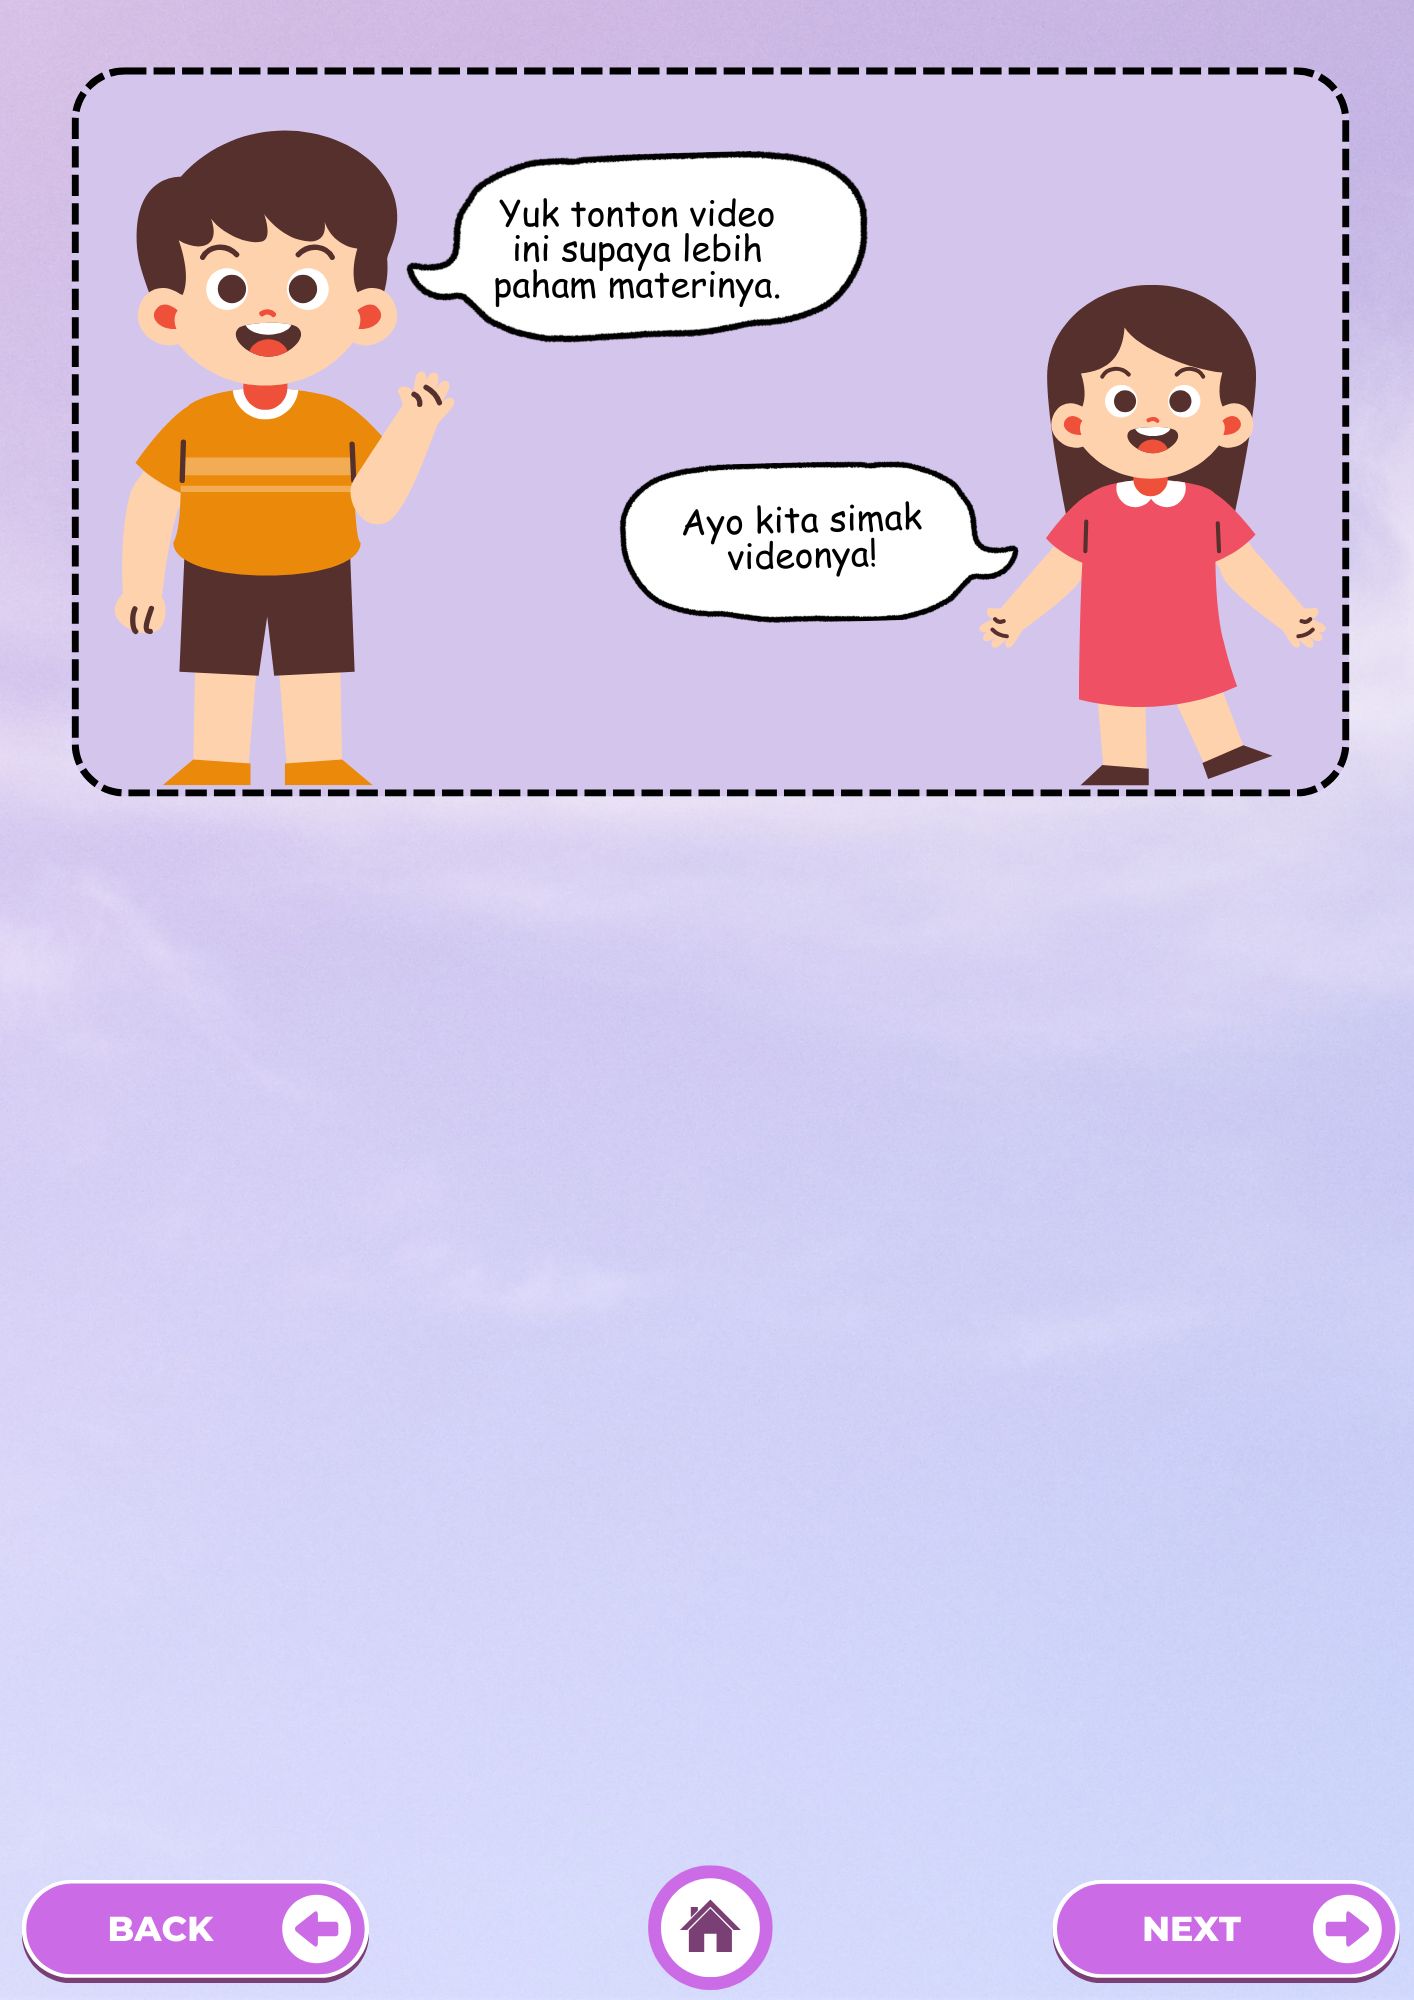 Yuk tonton video
ini supaya lebih
paham materinya.
Ayo kita simak
videonya!
BACK
NEXT